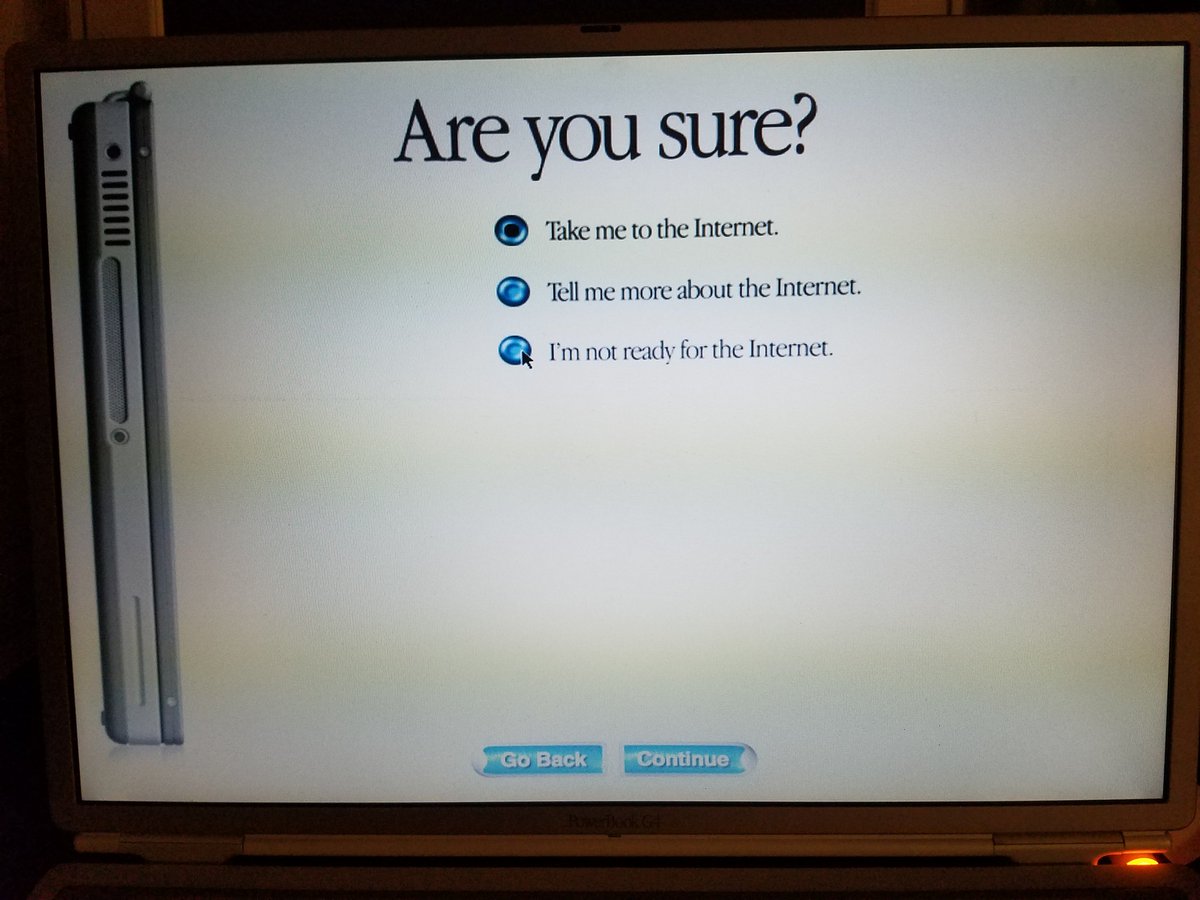 Are you sure?
Take me to the Internet.
Tell me more about the Internet.
I'm not ready for the Internet.
Go Back
Continue
PowerBook G4